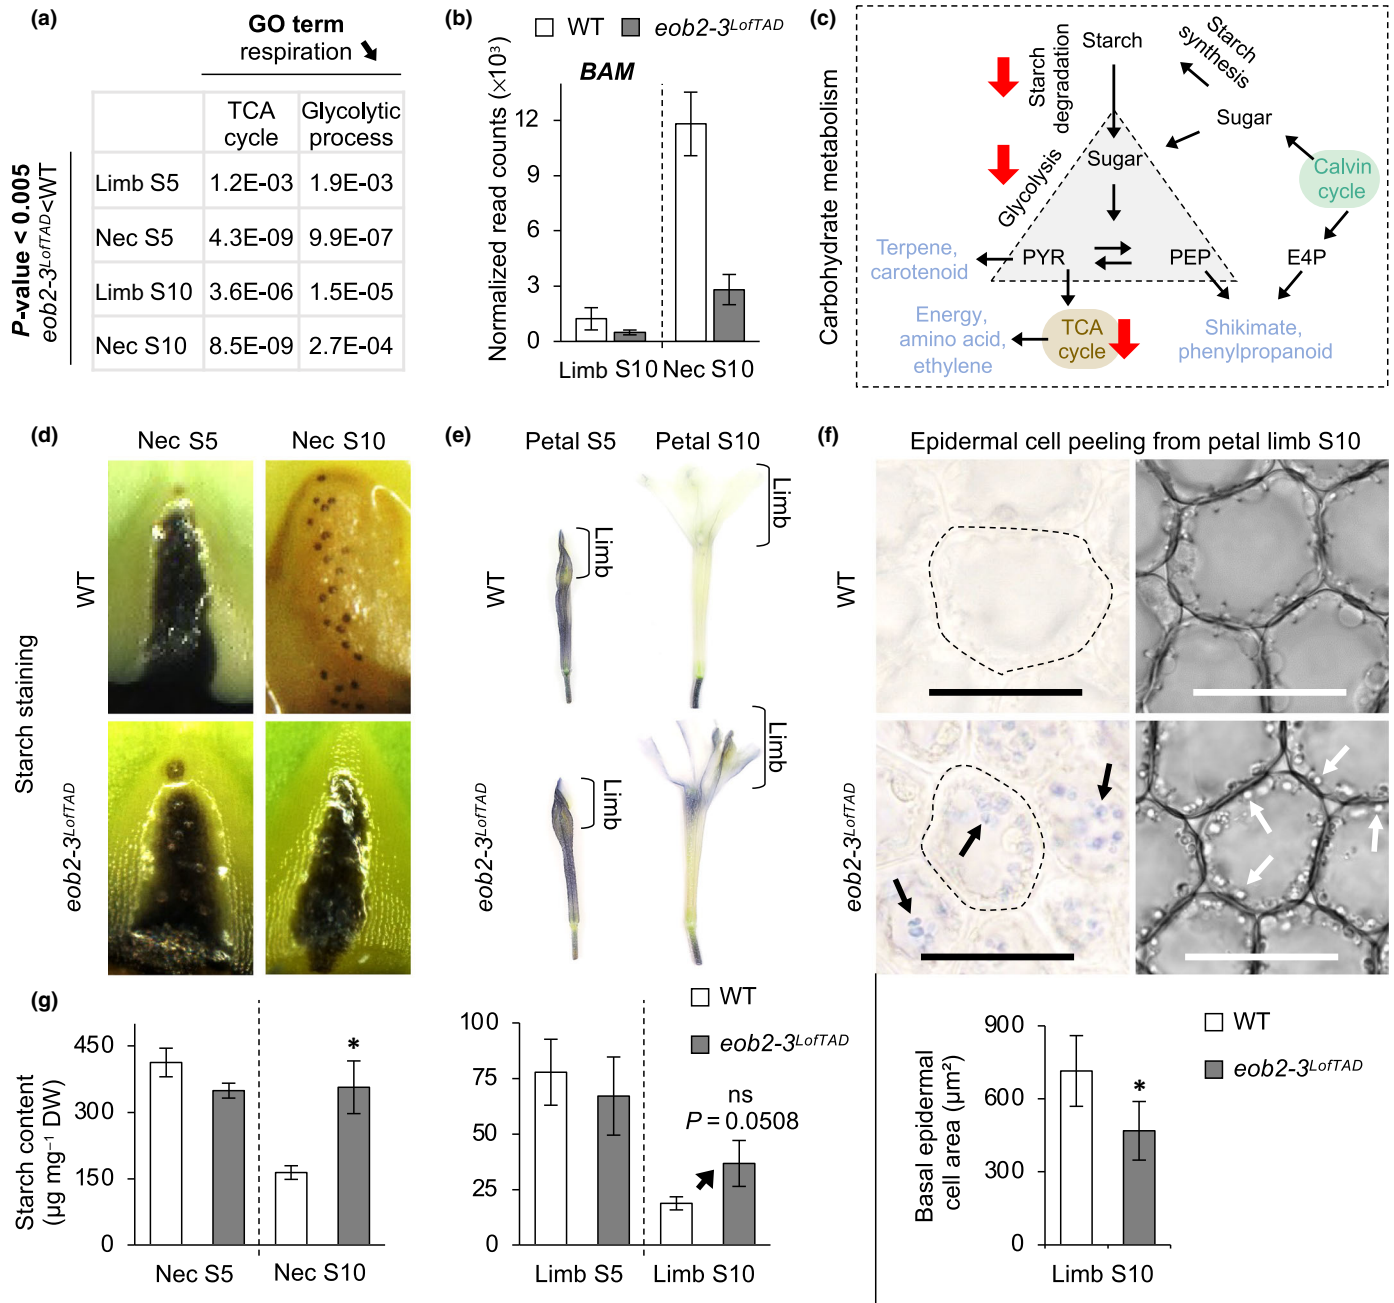 (a)
GO term
respiration
P-value < 0.005
eob2-3LofTAD<WT
TCA cycle
Glycolytic process
Limb S5 1.2E-03 1.9E-03
Nec S5 4.3E-09 9.9E-07
Limb S10 3.6E-06 1.5E-05
Nec S10 8.5E-09 2.7E-04
(b)
WT eob2-3LofTAD
BAM
Normalized read counts (×10³)
12
9
6
3
0
Limb S10 Nec S10
(c)
Carbohydrate metabolism
Starch
Starch degradation
Starch synthesis
Sugar
Glycolysis
Sugar
Calvin cycle
Terpene, carotenoid
PYR
PEP
E4P
Energy, amino acid, ethylene
TCA cycle
Shikimate, phenylpropanoid
(d)
Nec S5 Nec S10
Starch staining
WT
eob2-3LofTAD
(e)
Petal S5 Petal S10
WT
Limb
Limb
eob2-3LofTAD
Limb
Limb
(f)
Epidermal cell peeling from petal limb S10
WT
eob2-3LofTAD
(g)
Starch content
(µg mg⁻¹ DW)
450
300
150
0
*
Nec S5 Nec S10
WT
eob2-3LofTAD
100
75
50
25
0
ns
P = 0.0508
Limb S5 Limb S10
Basal epidermal
cell area (µm²)
900
600
300
0
*
WT
eob2-3LofTAD
Limb S10